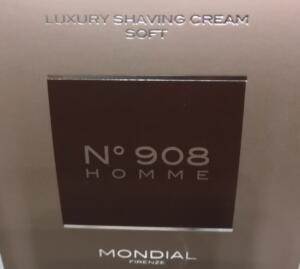 LUXURY SHAVING CREAM
SOFT
N° 908
HOMME
MONDIAL
FIRENZE